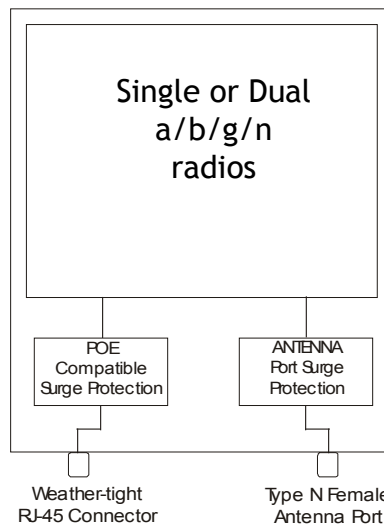 Single or Dual
a/b/g/n
radios
POE
Compatible
Surge Protection
ANTENNA
Port Surge
Protection
Weather-tight
RJ-45 Connector
Type N Female
Antenna Port